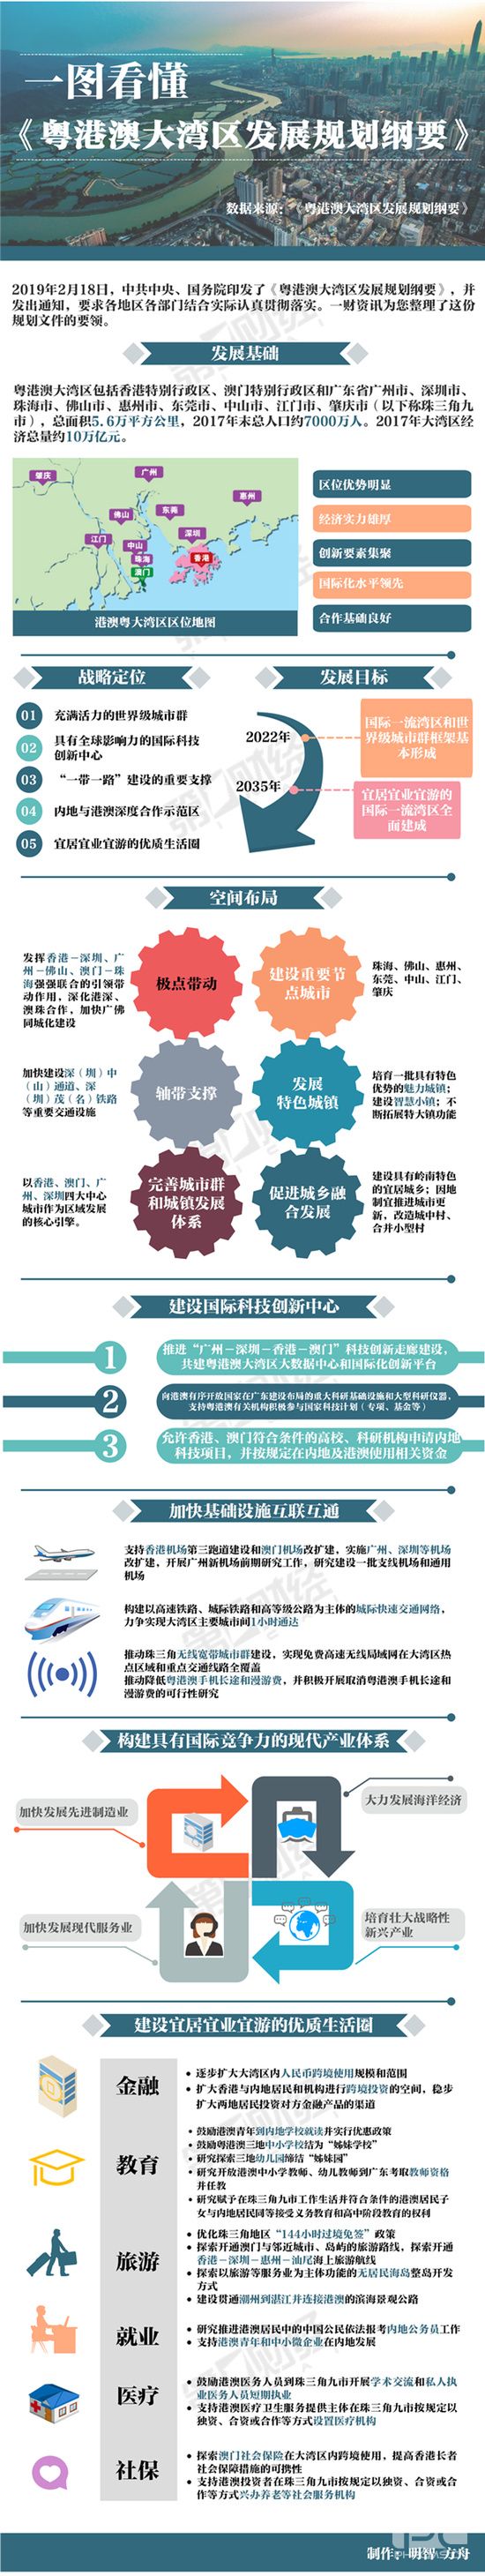 一图看懂
《粤港澳大湾区发展规划纲要》
数据来源：《粤港澳大湾区发展规划纲要》
2019年2月18日，中共中央、国务院印发了《粤港澳大湾区发展规划纲要》，并
发出通知，要求各地区各部门结合实际认真贯彻落实。一财资讯为您整理了这份
规划文件的要领。
发展基础
粤港澳大湾区包括香港特别行政区、澳门特别行政区和广东省广州市、深圳市、
珠海市、佛山市、惠州市、东莞市、中山市、江门市、肇庆市（以下称珠三角九
市），总面积5.6万平方公里，2017年末总人口约7000万人。2017年大湾区经
济总量约10万亿元。
肇庆
广州
惠州
佛山
东莞
江门
中山
深圳
珠海
香港
澳门
港澳粤大湾区区位地图
区位优势明显
经济实力雄厚
创新要素集聚
国际化水平领先
合作基础良好
战略定位
01 充满活力的世界级城市群
02 具有全球影响力的国际科技
创新中心
03 “一带一路”建设的重要支撑
04 内地与港澳深度合作示范区
05 宜居宜业宜游的优质生活圈
发展目标
2022年
国际一流湾区和世
界级城市群框架基
本形成
2035年
宜居宜业宜游的
国际一流湾区全
面建成
空间布局
发挥香港－深圳、广
州－佛山、澳门－珠
海强强联合的引领带
动作用，深化港深、
澳珠合作，加快广佛
同城化建设
极点带动
建设重要节
点城市
珠海、佛山、惠州、
东莞、中山、江门、
肇庆
加快建设深（圳）中
（山）通道、深
（圳）茂（名）铁路
等重要交通设施
轴带支撑
发展
特色城镇
培育一批具有特色
优势的魅力城镇；
建设智慧小镇；不
断拓展特大镇功能
以香港、澳门、广
州、深圳四大中心
城市作为区域发展
的核心引擎。
完善城市群
和城镇发展
体系
促进城乡融
合发展
建设具有岭南特色
的宜居城乡；因地
制宜推进城市更
新，改造城中村、
合并小型村
建设国际科技创新中心
1
推进“广州－深圳－香港－澳门”科技创新走廊建设，
共建粤港澳大湾区大数据中心和国际化创新平台
2
向港澳有序开放国家在广东建设布局的重大科研基础设施和大型科研仪器，
支持粤港澳有关机构积极参与国家科技计划（专项、基金等）
3
允许香港、澳门符合条件的高校、科研机构申请内地
科技项目，并按规定在内地及港澳使用相关资金
加快基础设施互联互通
支持香港机场第三跑道建设和澳门机场改扩建，实施广州、深圳等机场
改扩建，开展广州新机场前期研究工作，研究建设一批支线机场和通用
机场
构建以高速铁路、城际铁路和高等级公路为主体的城际快速交通网络，
力争实现大湾区主要城市间1小时通达
推动珠三角无线宽带城市群建设，实现免费高速无线局域网在大湾区热
点区域和重点交通线路全覆盖
推动降低粤港澳手机长途和漫游费，并积极开展取消粤港澳手机长途和
漫游费的可行性研究
构建具有国际竞争力的现代产业体系
加快发展先进制造业
大力发展海洋经济
加快发展现代服务业
培育壮大战略性
新兴产业
建设宜居宜业宜游的优质生活圈
金融
• 逐步扩大大湾区内人民币跨境使用规模和范围
• 扩大香港与内地居民和机构进行跨境投资的空间，稳步
扩大两地居民投资对方金融产品的渠道
教育
• 鼓励港澳青年到内地学校就读并实行优惠政策
• 鼓励粤港澳三地中小学校结为“姊妹学校”
• 研究探索三地幼儿园缔结“姊妹园”
• 研究开放港澳中小学教师、幼儿教师到广东考取教师资格
并任教
• 研究赋予在珠三角九市工作生活并符合条件的港澳居民子
女与内地居民同等接受义务教育和高中阶段教育的权利
旅游
• 优化珠三角地区“144小时过境免签”政策
• 探索开通澳门与邻近城市、岛屿的旅游路线，探索开通
香港－深圳－惠州－汕尾海上旅游航线
• 探索以旅游等服务业为主体功能的无居民海岛整岛开发
方式
• 建设贯通潮州到湛江并连接港澳的滨海景观公路
就业
• 研究推进港澳居民中的中国公民依法报考内地公务员工作
• 支持港澳青年和中小微企业在内地发展
医疗
• 鼓励港澳医务人员到珠三角九市开展学术交流和私人执
业医务人员短期执业
• 支持港澳医疗卫生服务提供主体在珠三角九市按规定以
独资、合资或合作等方式设置医疗机构
社保
• 探索澳门社会保险在大湾区内跨境使用，提高香港长者
社会保障措施的可携性
• 支持港澳投资者在珠三角九市按规定以独资、合资或合
作等方式兴办养老等社会服务机构
制作：明智 方舟